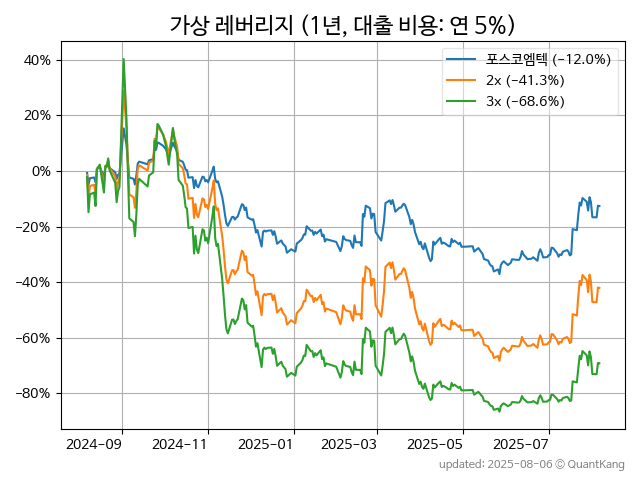 가상 레버리지 (1년, 대출 비용: 연 5%)
포스코엠텍 (−12.0%)
2x (−41.3%)
3x (−68.6%)
40%
20%
0%
−20%
−40%
−60%
−80%
2024-09 2024-11 2025-01 2025-03 2025-05 2025-07
updated: 2025-08-06 © QuantKang